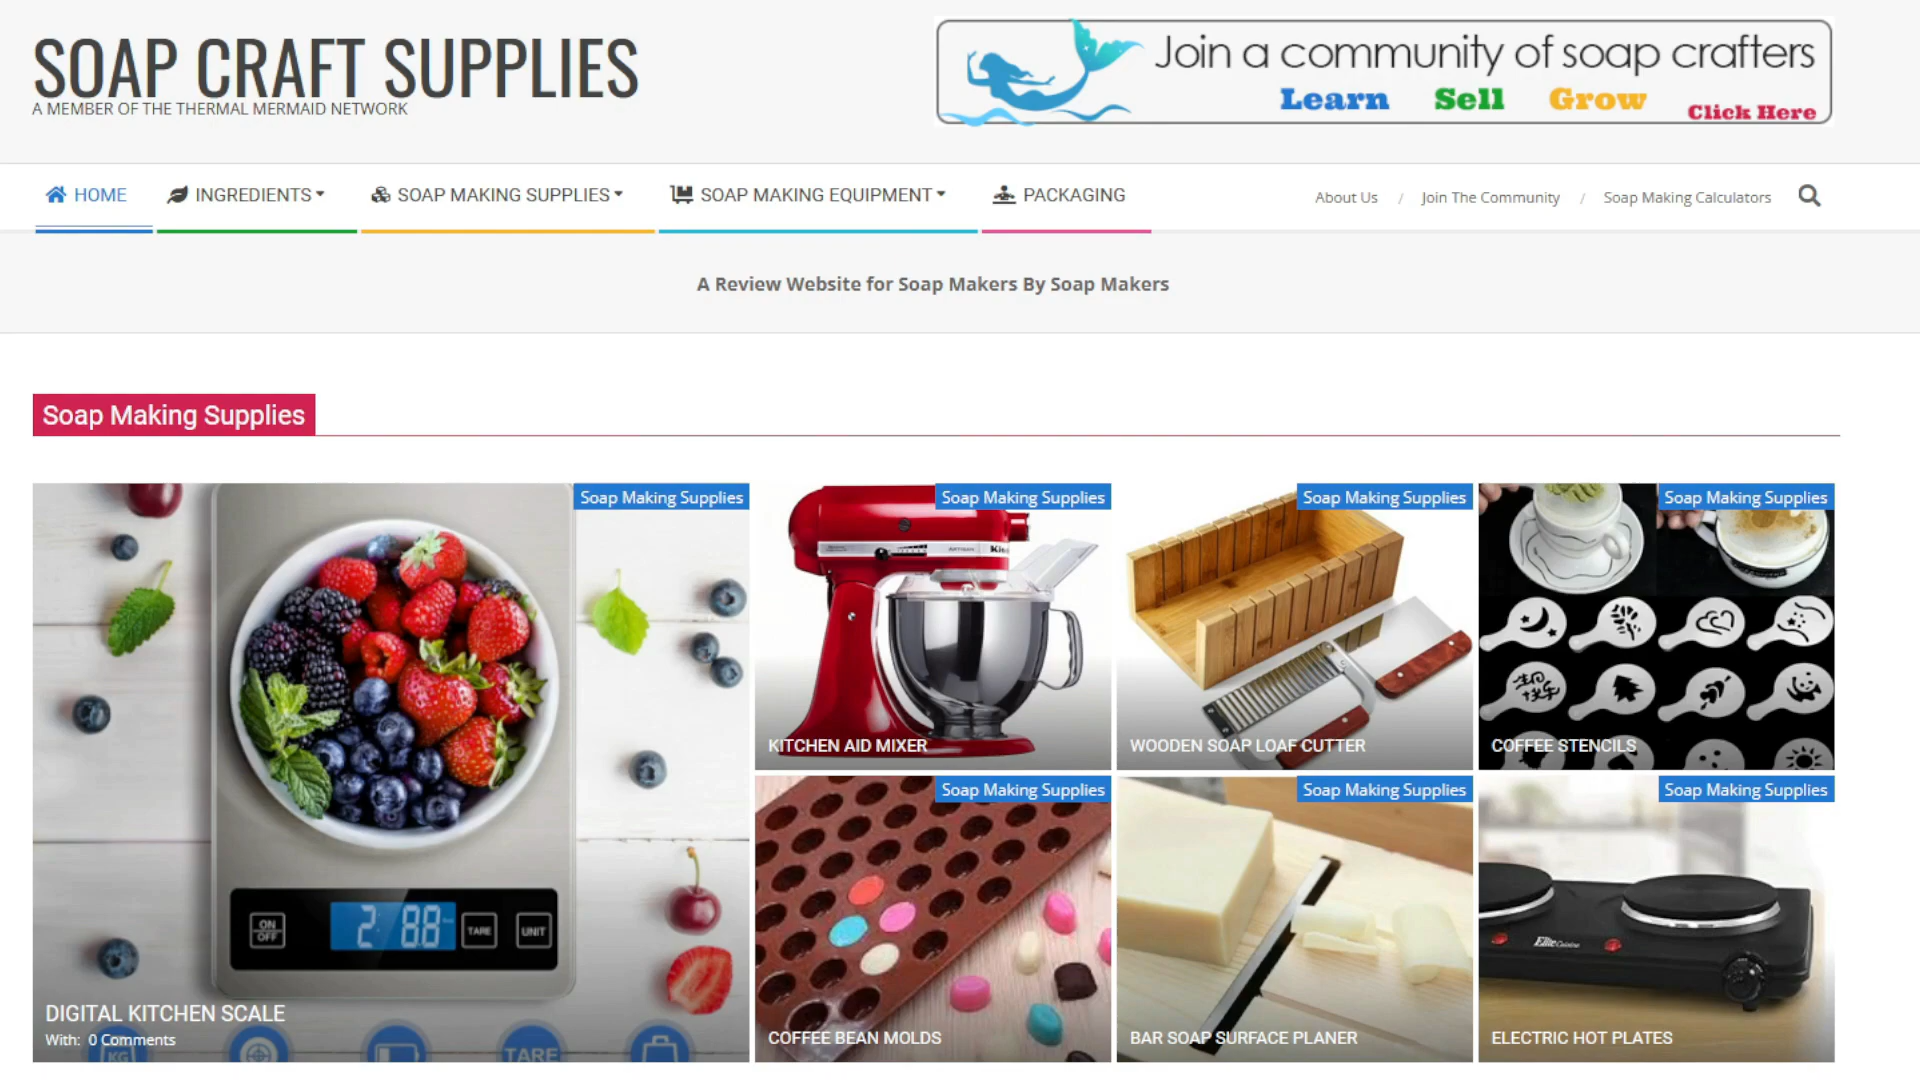 SOAP CRAFT SUPPLIES
A MEMBER OF THE THERMAL MERMAID NETWORK
Join a community of soap crafters
Learn Sell Grow Click Here
HOME INGREDIENTS SOAP MAKING SUPPLIES SOAP MAKING EQUIPMENT PACKAGING About Us / Join The Community / Soap Making Calculators
A Review Website for Soap Makers By Soap Makers
Soap Making Supplies
Soap Making Supplies
ON
OFF
2 88
TARE
UNIT
DIGITAL KITCHEN SCALE
With: 0 Comments
KG
TARE
Soap Making Supplies
ARTISAN
KITCHEN AID MIXER
Soap Making Supplies
WOODEN SOAP LOAF CUTTER
Soap Making Supplies
COFFEE STENCILS
Soap Making Supplies
COFFEE BEAN MOLDS
Soap Making Supplies
BAR SOAP SURFACE PLANER
Soap Making Supplies
Elite Cuisine
ELECTRIC HOT PLATES